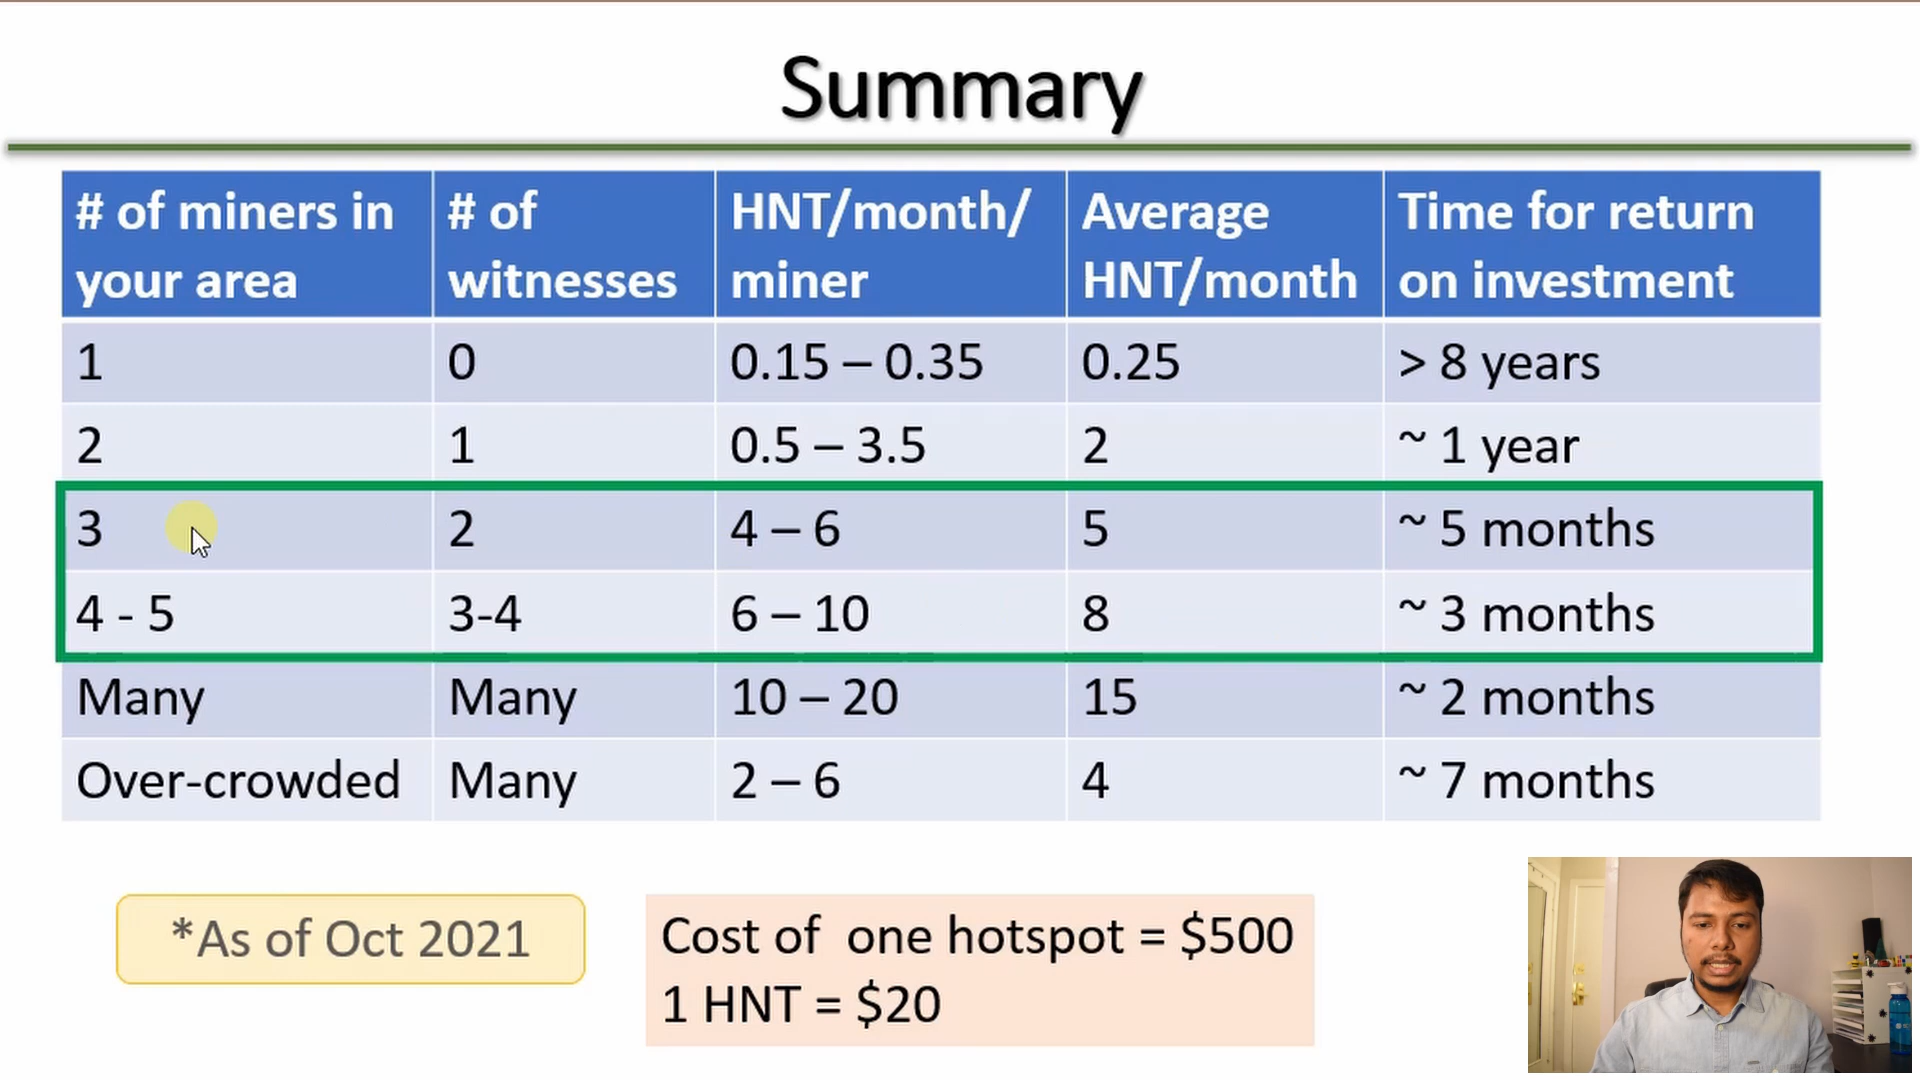 Summary
# of miners in your area | # of witnesses | HNT/month/ miner | Average HNT/month | Time for return on investment
1 | 0 | 0.15 – 0.35 | 0.25 | > 8 years
2 | 1 | 0.5 – 3.5 | 2 | ~ 1 year
3 | 2 | 4 – 6 | 5 | ~ 5 months
4 - 5 | 3-4 | 6 – 10 | 8 | ~ 3 months
Many | Many | 10 – 20 | 15 | ~ 2 months
Over-crowded | Many | 2 – 6 | 4 | ~ 7 months
*As of Oct 2021
Cost of one hotspot = $500
1 HNT = $20